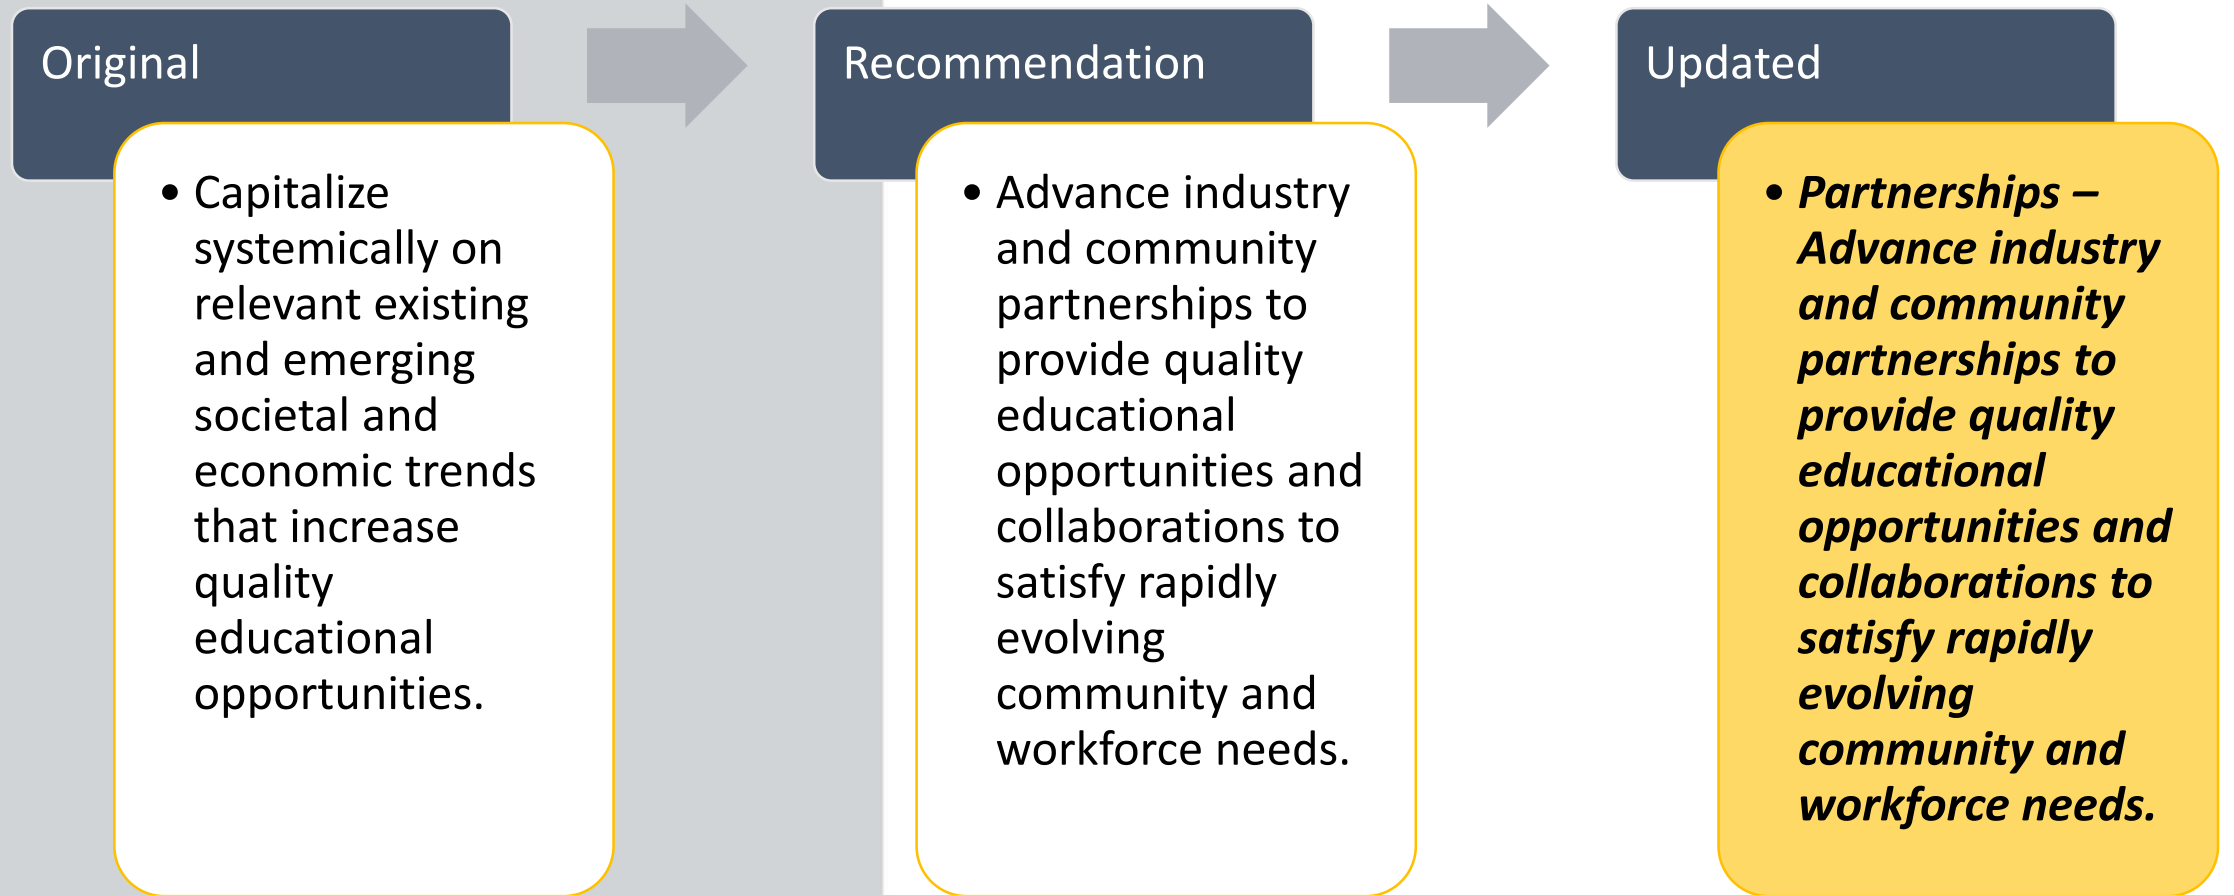 Original
• Capitalize
systemically on
relevant existing
and emerging
societal and
economic trends
that increase
quality
educational
opportunities.
Recommendation
• Advance industry
and community
partnerships to
provide quality
educational
opportunities and
collaborations to
satisfy rapidly
evolving
community and
workforce needs.
Updated
• Partnerships –
Advance industry
and community
partnerships to
provide quality
educational
opportunities and
collaborations to
satisfy rapidly
evolving
community and
workforce needs.